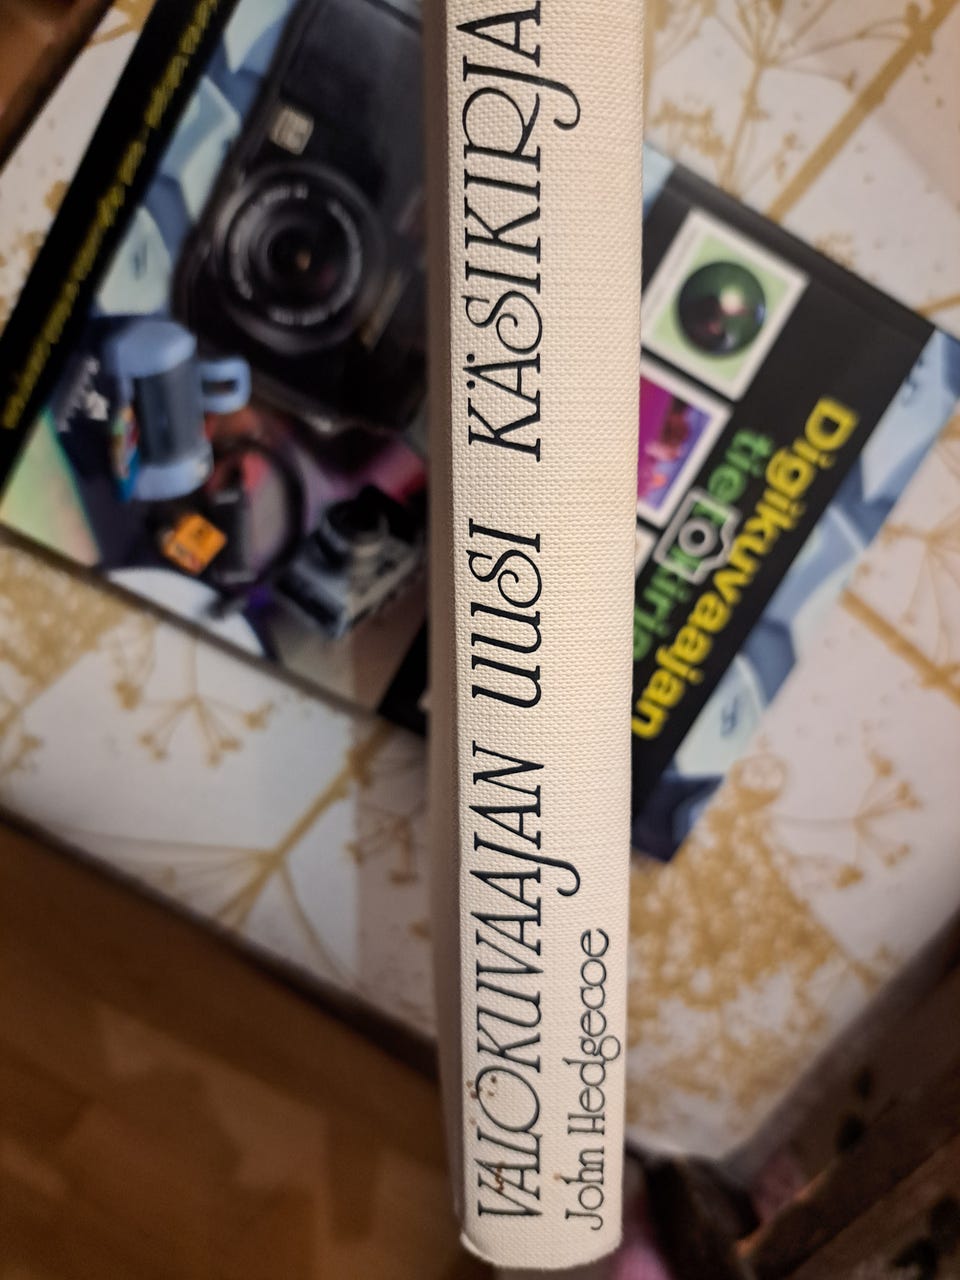 VALOKUVAAJAN UUSI KÄSIKIRJA
John Hedgecoe
Digikuvaajan
tietokirja